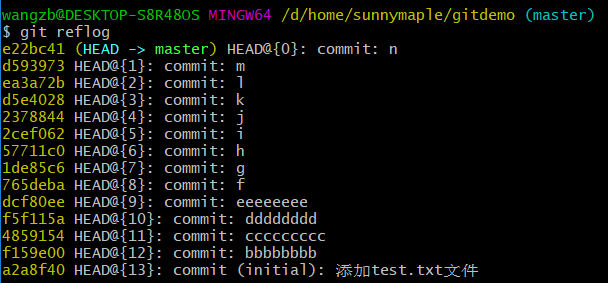 wangzb@DESKTOP-S8R48OS MINGW64 /d/home/sunnymaple/gitdemo (master)
$ git reflog
e22bc41 (HEAD -> master) HEAD@{0}: commit: n
d593973 HEAD@{1}: commit: m
ea3a72b HEAD@{2}: commit: l
d5e4028 HEAD@{3}: commit: k
2378844 HEAD@{4}: commit: j
2cef062 HEAD@{5}: commit: i
57711c0 HEAD@{6}: commit: h
1de85c6 HEAD@{7}: commit: g
765deba HEAD@{8}: commit: f
dcf80ee HEAD@{9}: commit: eeeeeeee
f5f115a HEAD@{10}: commit: dddddddd
4859154 HEAD@{11}: commit: ccccccccc
f159e00 HEAD@{12}: commit: bbbbbbbb
a2a8f40 HEAD@{13}: commit (initial): 添加test.txt文件